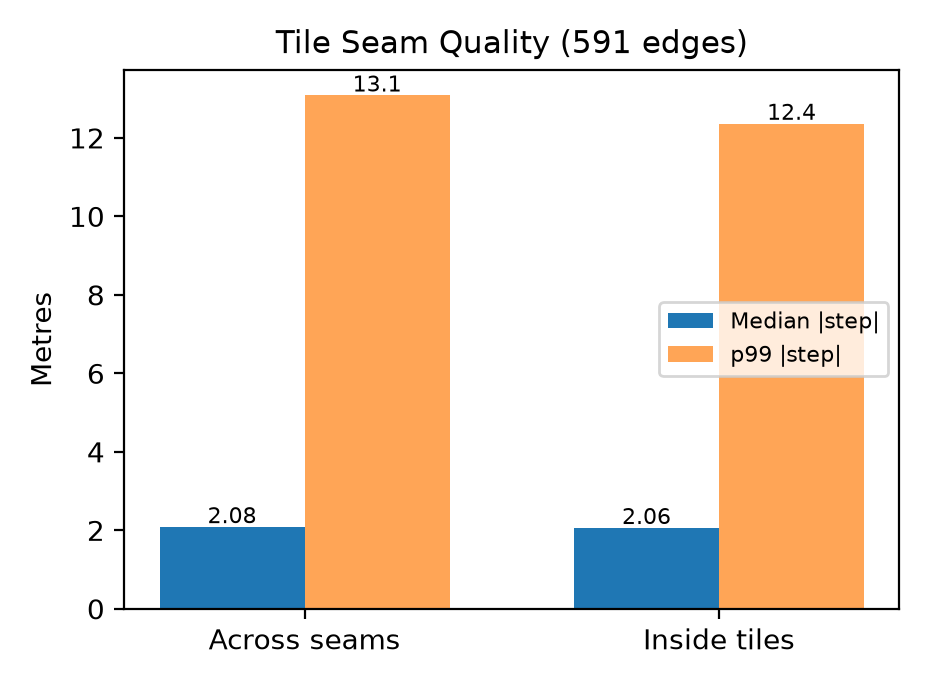 Tile Seam Quality (591 edges)
13.1
12.4
12
10
8
Median |step|
p99 |step|
6
4
2.08
2.06
2
0
Metres
Across seams
Inside tiles